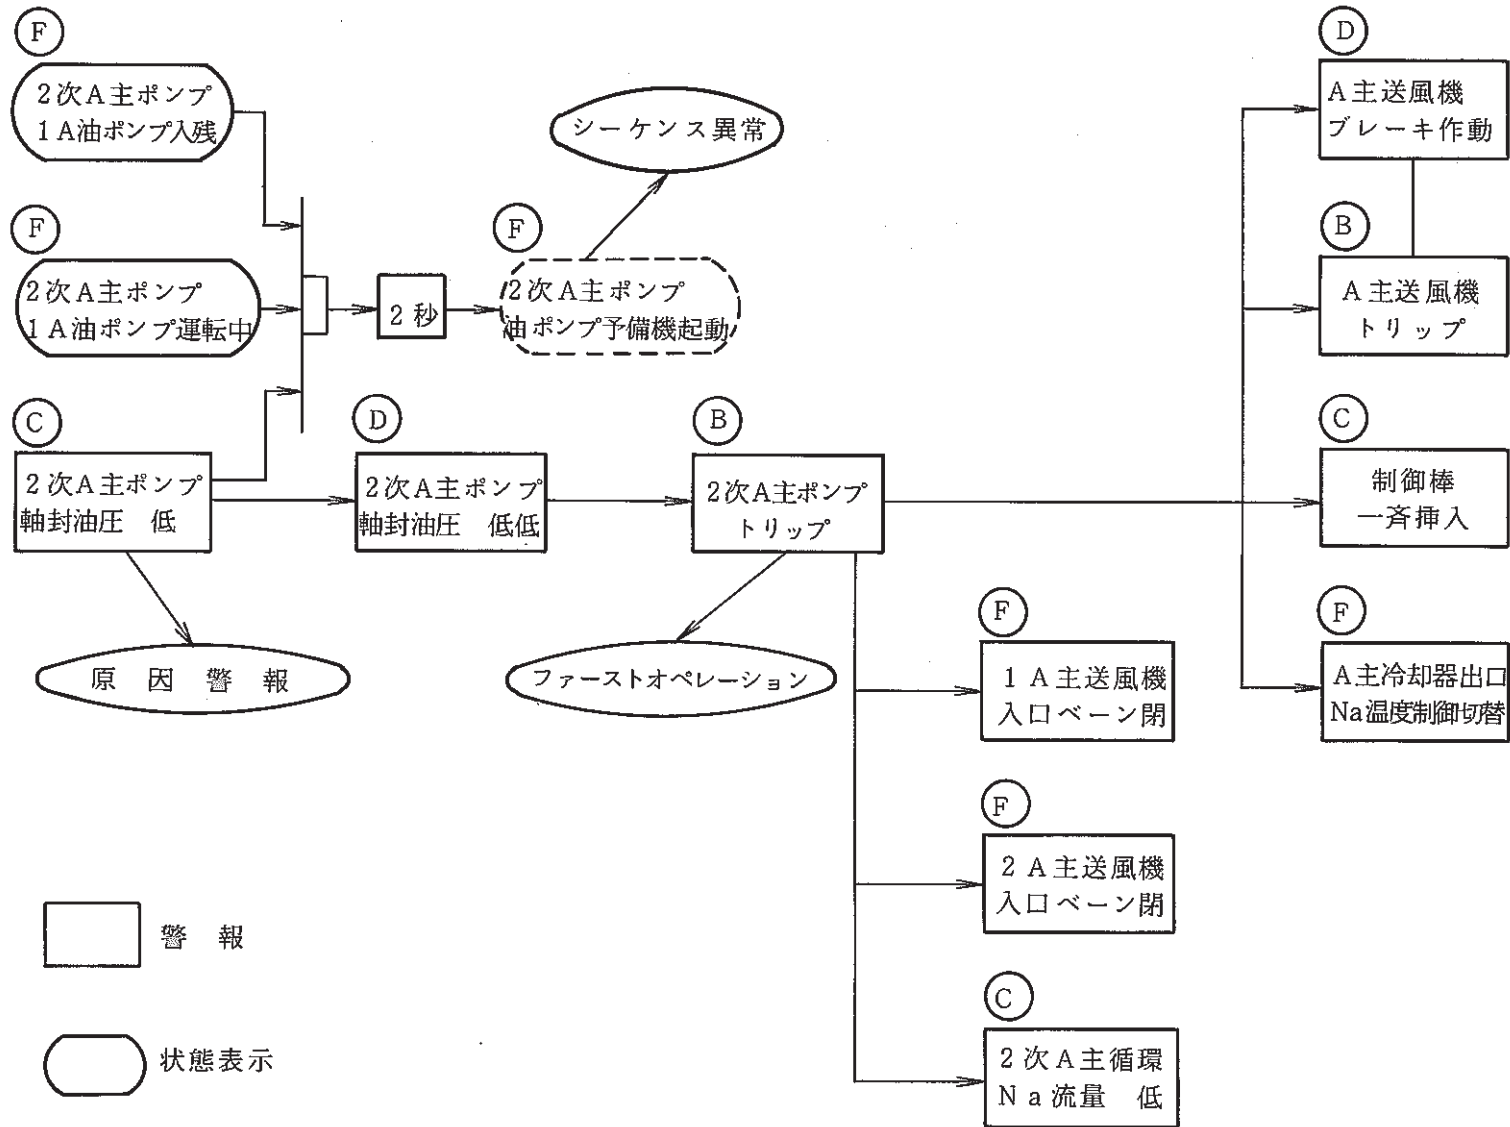 F
2次A主ポンプ
1A油ポンプ入残
F
2次A主ポンプ
1A油ポンプ運転中
C
2次A主ポンプ
軸封油圧 低
原因警報
2秒
F
2次A主ポンプ
油ポンプ予備機起動
シーケンス異常
D
2次A主ポンプ
軸封油圧 低低
B
2次A主ポンプ
トリップ
ファーストオペレーション
D
A主送風機
ブレーキ作動
B
A主送風機
トリップ
C
制御棒
一斉挿入
F
A主冷却器出口
Na温度制御切替
F
1A主送風機
入口ベーン閉
F
2A主送風機
入口ベーン閉
C
2次A主循環
Na流量 低
警報
状態表示